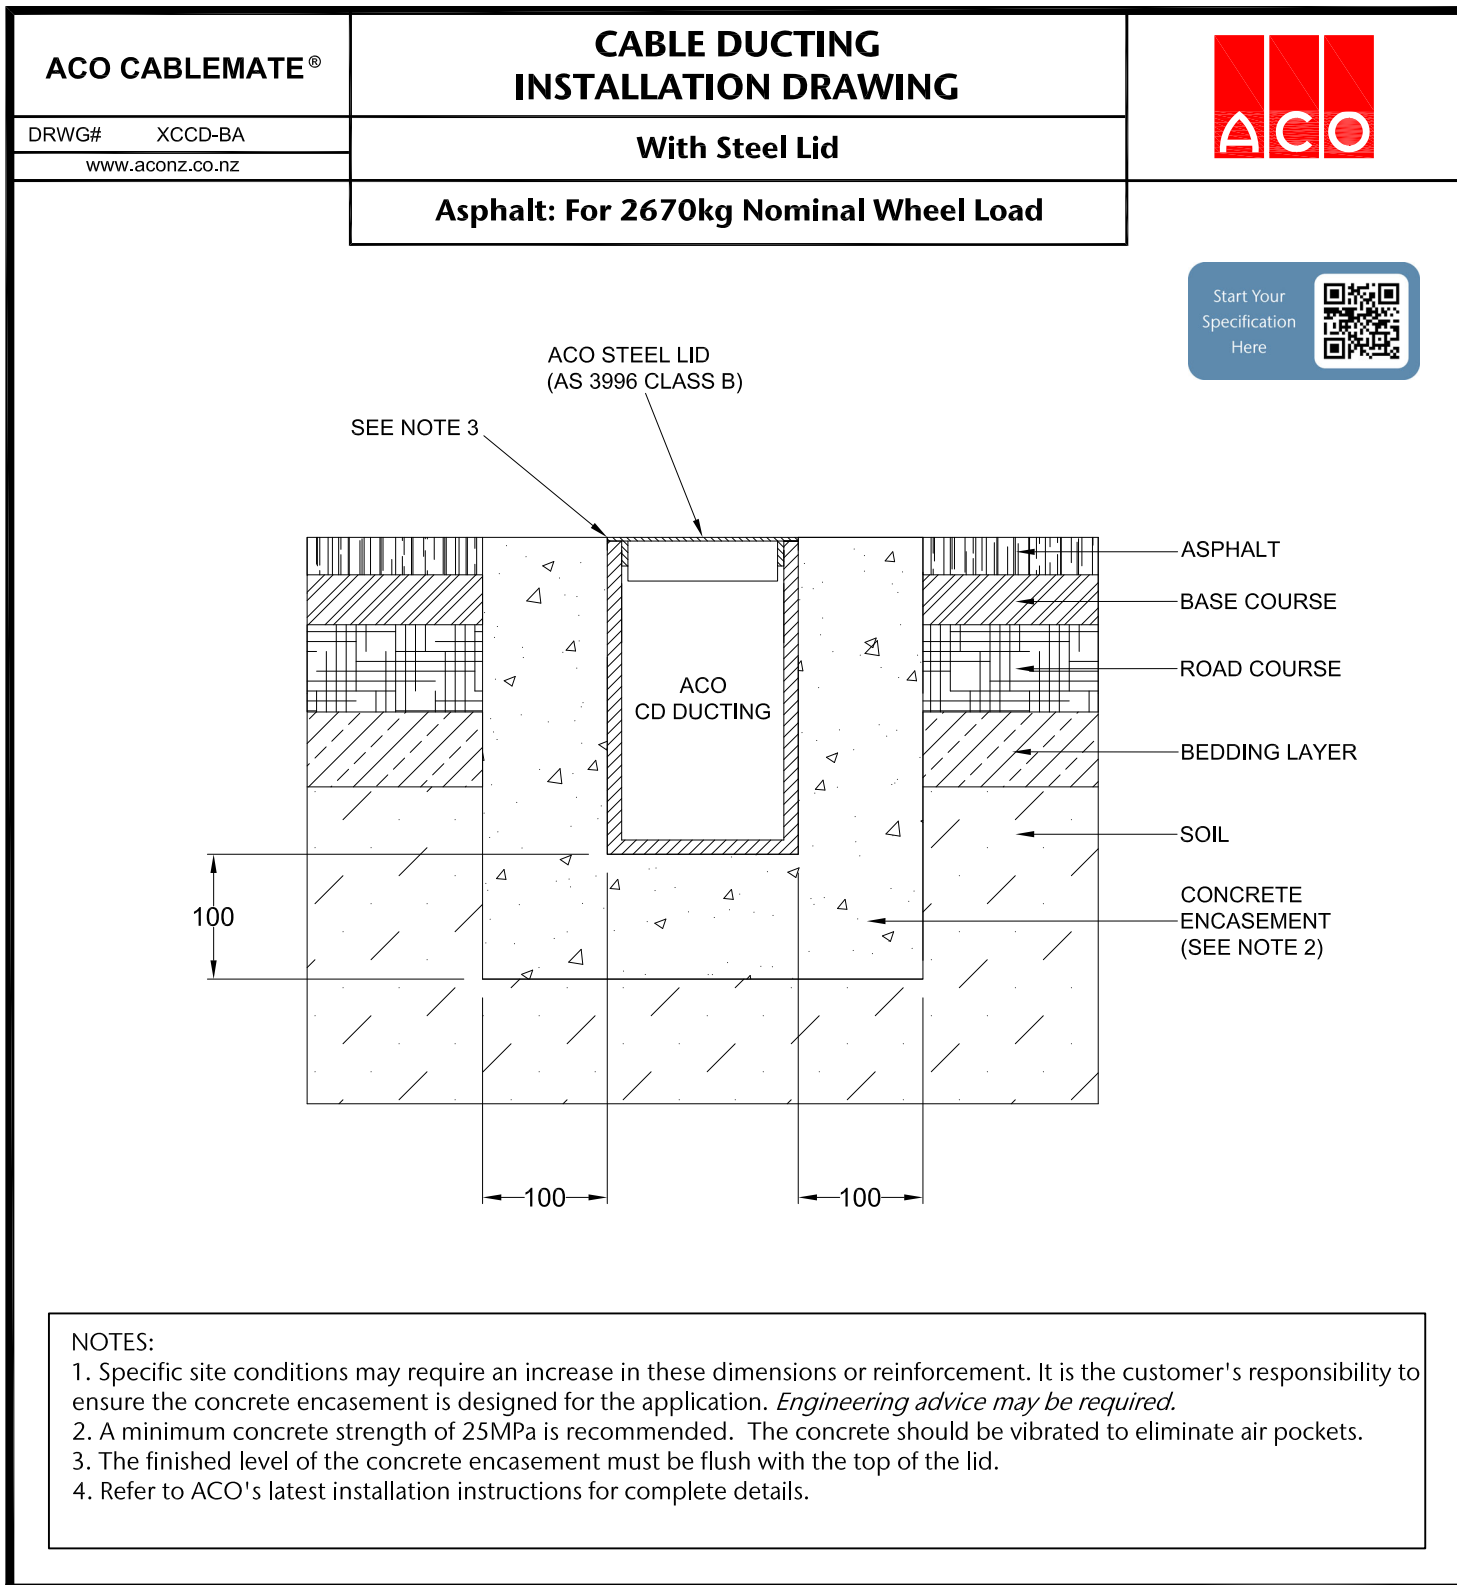 ACO CABLEMATE®
DRWG# XCCD-BA
www.aconz.co.nz
CABLE DUCTING
INSTALLATION DRAWING
With Steel Lid
Asphalt: For 2670kg Nominal Wheel Load
ACO
Start Your
Specification
Here
ACO STEEL LID
(AS 3996 CLASS B)
SEE NOTE 3
ASPHALT
BASE COURSE
ROAD COURSE
ACO
CD DUCTING
BEDDING LAYER
SOIL
CONCRETE
ENCASEMENT
(SEE NOTE 2)
100
100
100
NOTES:
1. Specific site conditions may require an increase in these dimensions or reinforcement. It is the customer's responsibility to
ensure the concrete encasement is designed for the application. Engineering advice may be required.
2. A minimum concrete strength of 25MPa is recommended.  The concrete should be vibrated to eliminate air pockets.
3. The finished level of the concrete encasement must be flush with the top of the lid.
4. Refer to ACO's latest installation instructions for complete details.